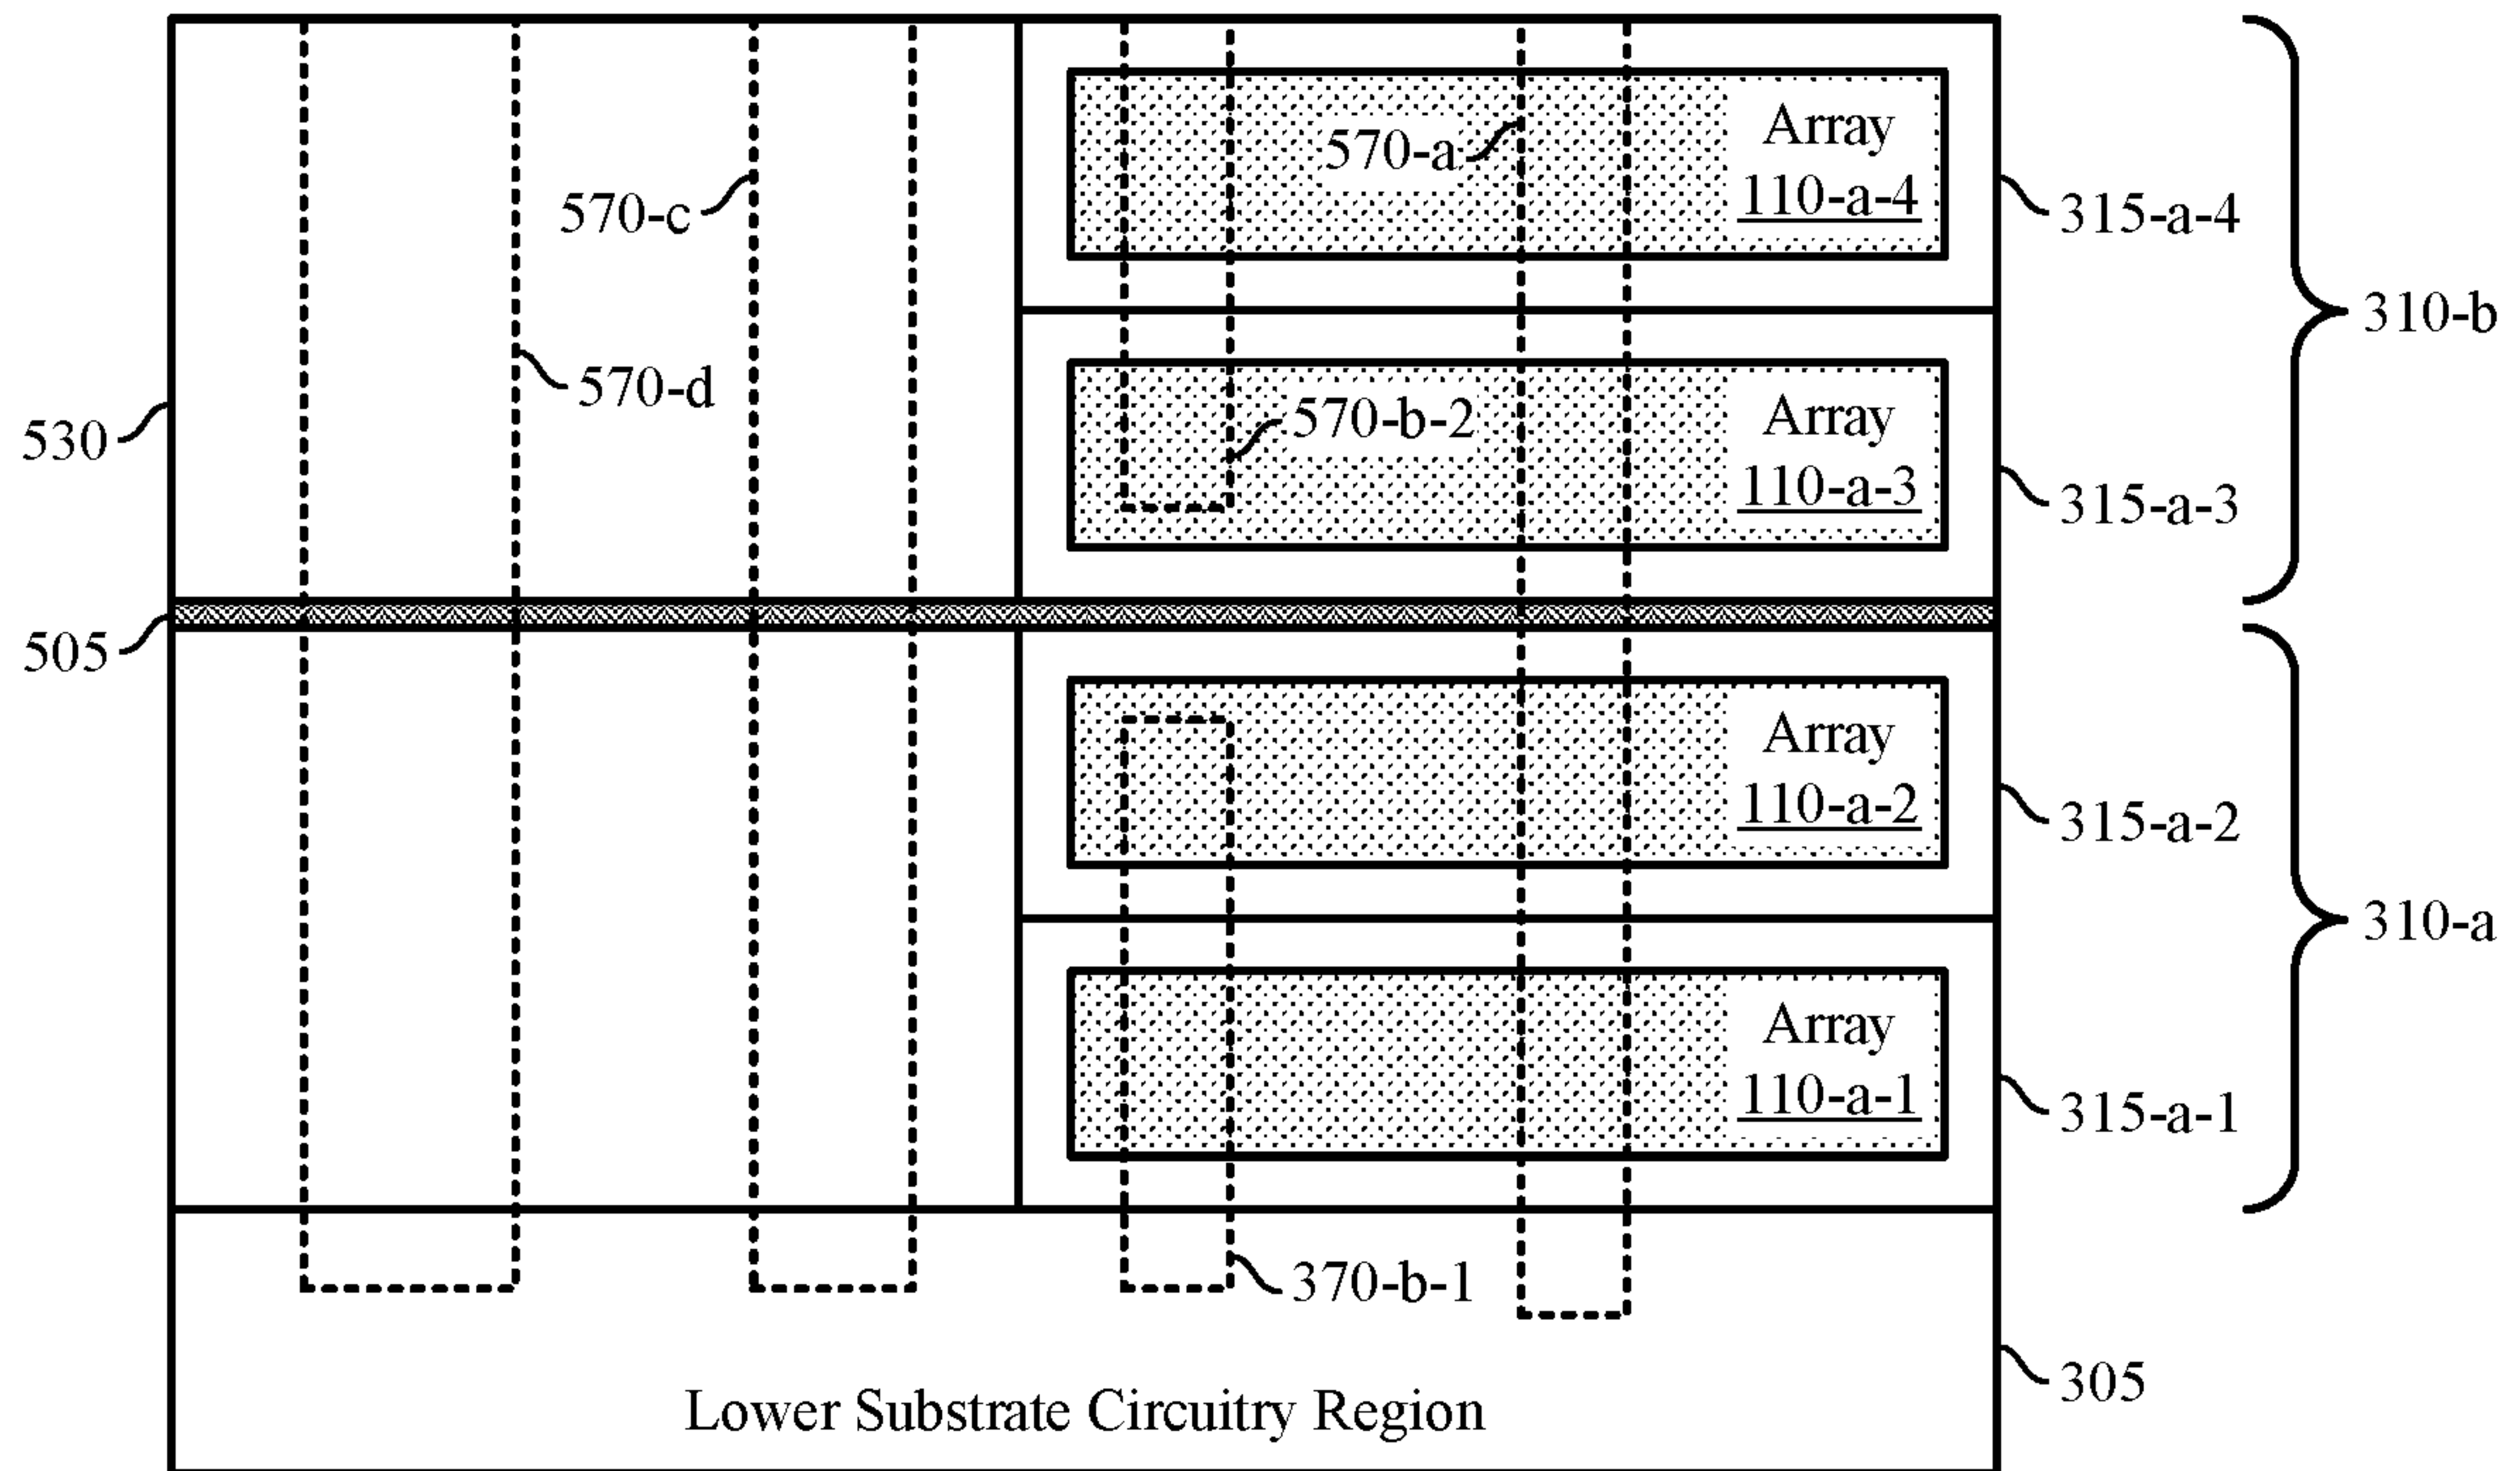 Array
570-a
110-a-4
570-c
315-a-4
310-b
570-d
Array
570-b-2
530
110-a-3
315-a-3
505
Array
110-a-2
315-a-2
310-a
Array
110-a-1
315-a-1
370-b-1
305
Lower Substrate Circuitry Region